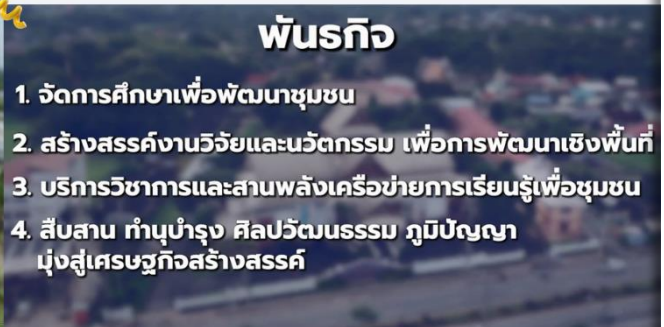 พันธกิจ
1. จัดการศึกษาเพื่อพัฒนาชุมชน
2. สร้างสรรค์งานวิจัยและนวัตกรรม เพื่อการพัฒนาเชิงพื้นที่
3. บริการวิชาการและสานพลังเครือข่ายการเรียนรู้เพื่อชุมชน
4. สืบสาน ทำนุบำรุง ศิลปวัฒนธรรม ภูมิปัญญา
มุ่งสู่เศรษฐกิจสร้างสรรค์